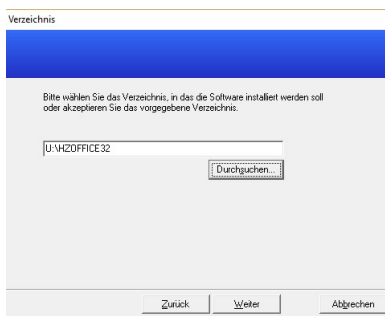 Verzeichnis
Bitte wählen Sie das Verzeichnis, in das die Software installiert werden soll
oder akzeptieren Sie das vorgegebene Verzeichnis.
U:\HZOFFICE32
Durchsuchen...
Zurück Weiter Abbrechen